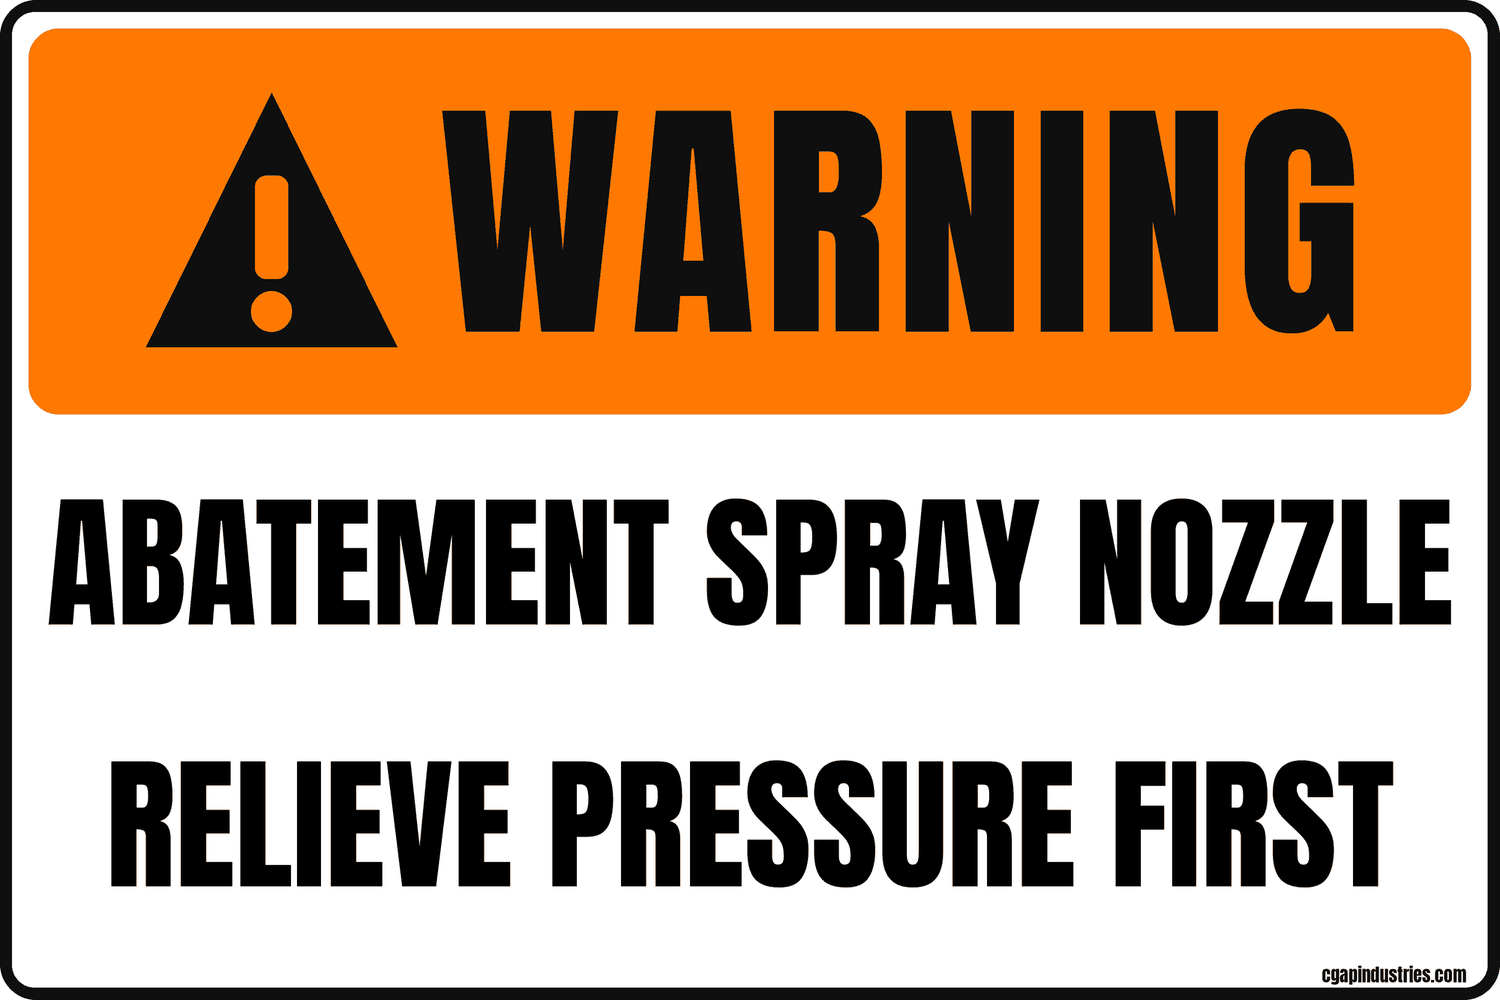 WARNING
ABATEMENT SPRAY NOZZLE
RELIEVE PRESSURE FIRST
cgapindustries.com